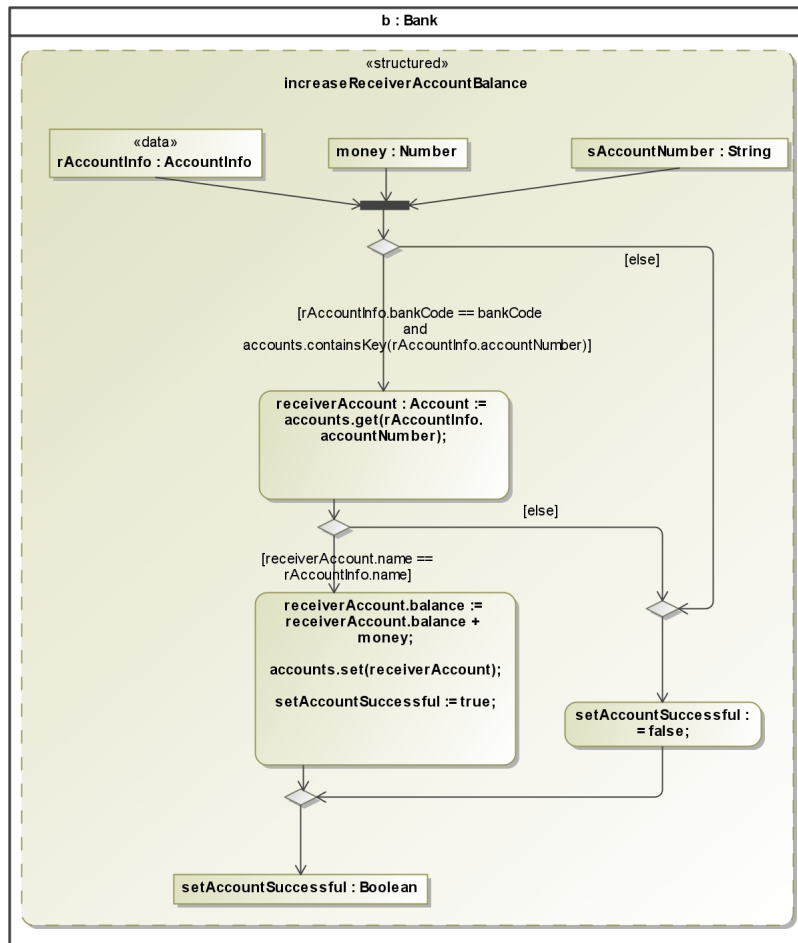 b : Bank
«structured»
increaseReceiverAccountBalance
«data»
rAccountInfo : AccountInfo
money : Number
sAccountNumber : String
[else]
[rAccountInfo.bankCode == bankCode
and
accounts.containsKey(rAccountInfo.accountNumber)]
receiverAccount : Account :=
accounts.get(rAccountInfo.
accountNumber);
[else]
[receiverAccount.name ==
rAccountInfo.name]
receiverAccount.balance :=
receiverAccount.balance +
money;
accounts.set(receiverAccount);
setAccountSuccessful := true;
setAccountSuccessful :
= false;
setAccountSuccessful : Boolean